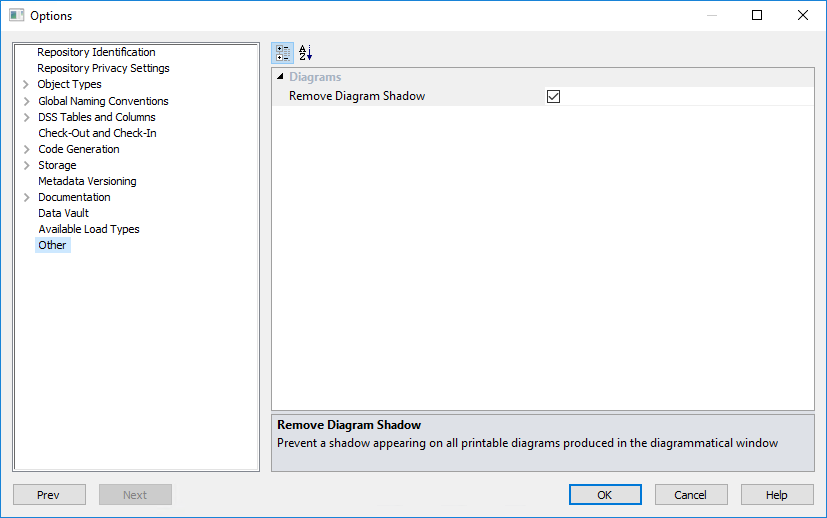 Options
Repository Identification
Repository Privacy Settings
Object Types
Global Naming Conventions
DSS Tables and Columns
Check-Out and Check-In
Code Generation
Storage
Metadata Versioning
Documentation
Data Vault
Available Load Types
Other
A
Z
Diagrams
Remove Diagram Shadow
Remove Diagram Shadow
Prevent a shadow appearing on all printable diagrams produced in the diagrammatical window
Prev
Next
OK
Cancel
Help